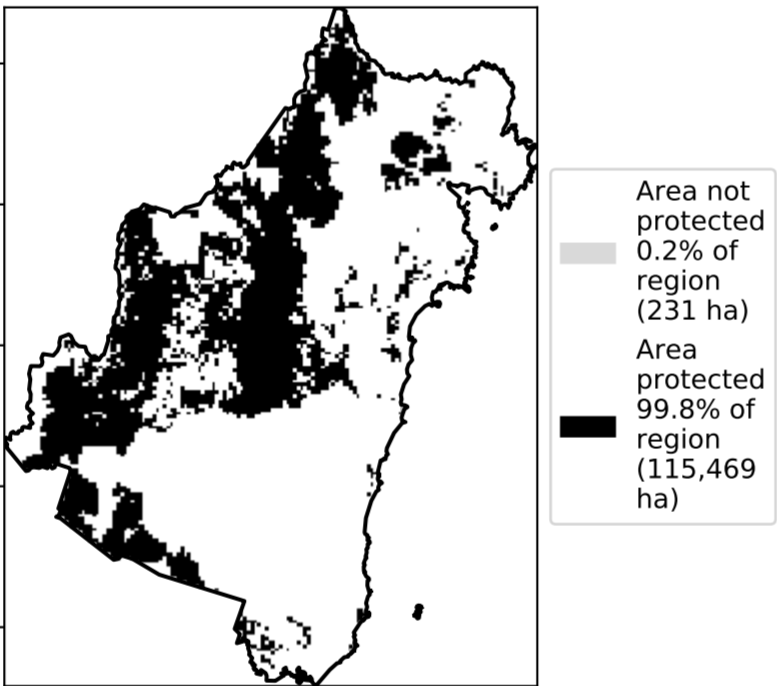 Area not
protected
0.2% of
region
(231 ha)
Area
protected
99.8% of
region
(115,469
ha)